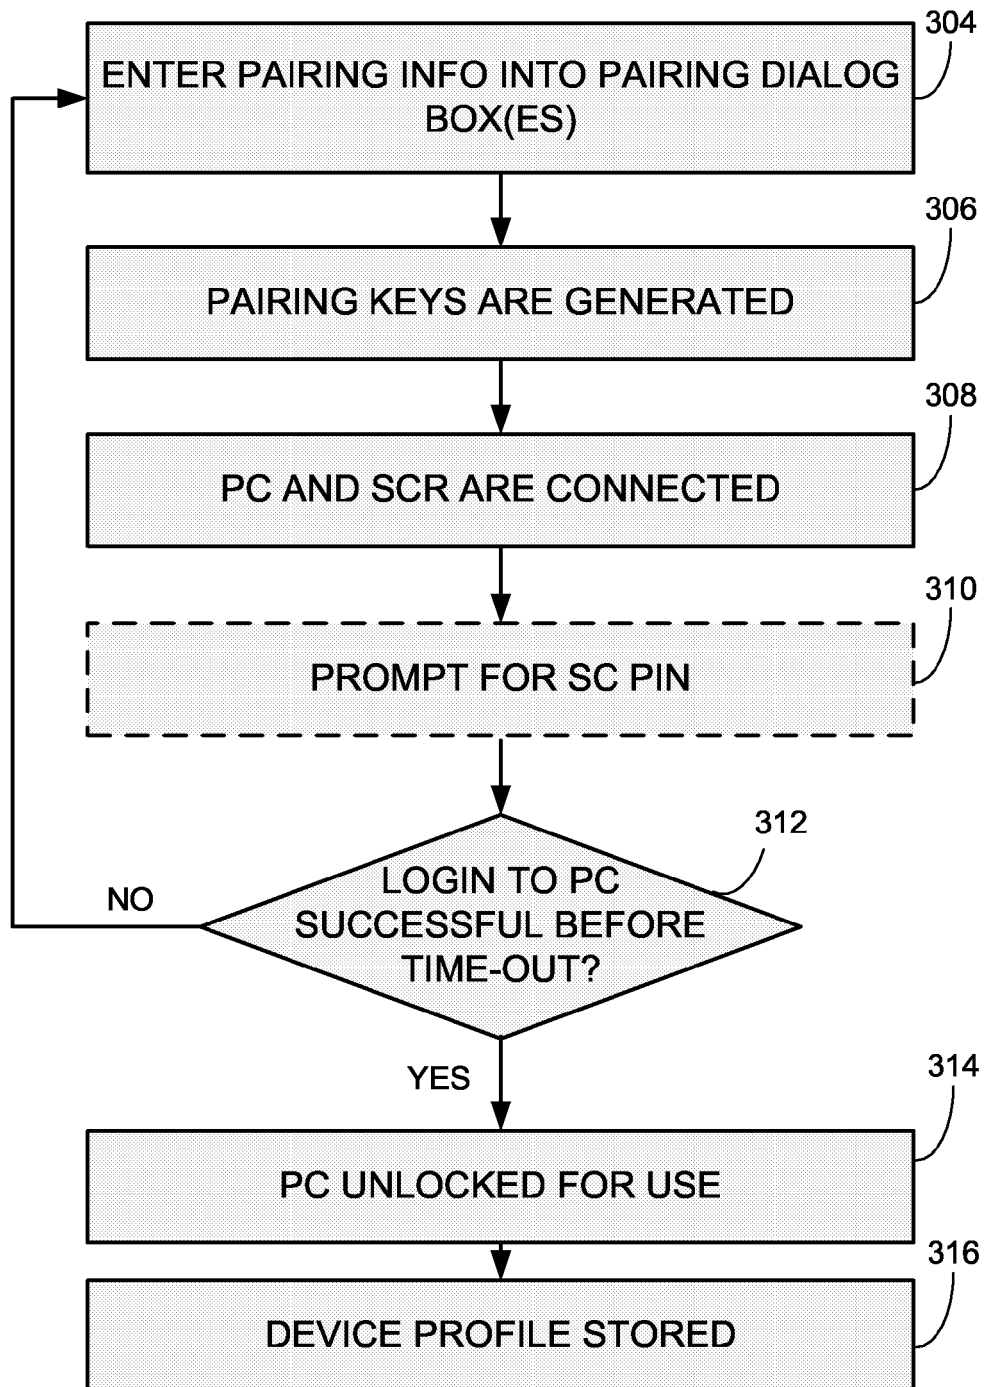 304
ENTER PAIRING INFO INTO PAIRING DIALOG
BOX(ES)
306
PAIRING KEYS ARE GENERATED
308
PC AND SCR ARE CONNECTED
310
PROMPT FOR SC PIN
312
LOGIN TO PC
SUCCESSFUL BEFORE
TIME-OUT?
NO
YES
314
PC UNLOCKED FOR USE
316
DEVICE PROFILE STORED